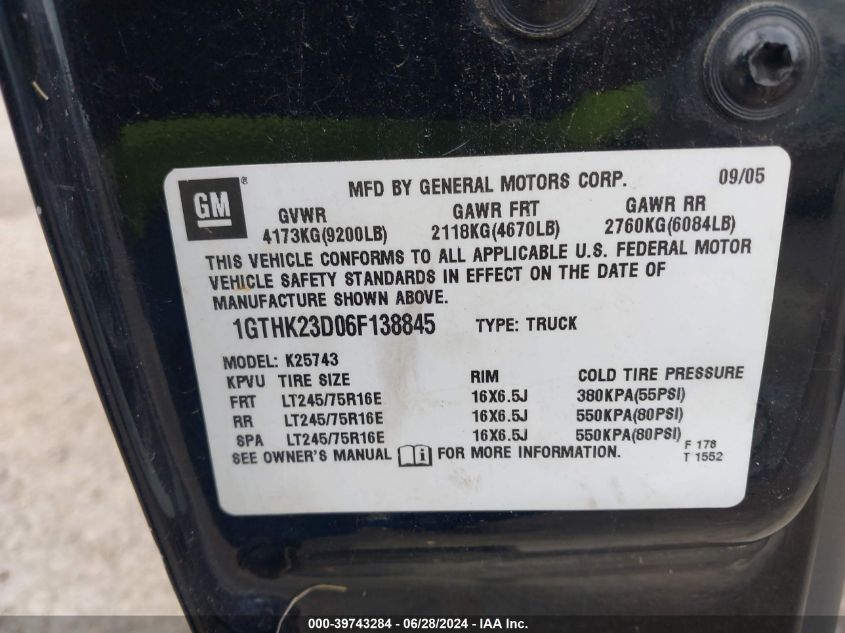 GM ® MFD BY GENERAL MOTORS CORP. 09/05
GVWR GAWR FRT GAWR RR
4173KG(9200LB) 2118KG(4670LB) 2760KG(6084LB)
THIS VEHICLE CONFORMS TO ALL APPLICABLE U.S. FEDERAL MOTOR
VEHICLE SAFETY STANDARDS IN EFFECT ON THE DATE OF
MANUFACTURE SHOWN ABOVE.
1GTHK23D06F138845 TYPE: TRUCK
MODEL: K25743
KPVU TIRE SIZE RIM COLD TIRE PRESSURE
FRT LT245/75R16E 16X6.5J 380KPA(55PSI)
RR LT245/75R16E 16X6.5J 550KPA(80PSI)
SPA LT245/75R16E 16X6.5J 550KPA(80PSI) F 178
SEE OWNER'S MANUAL i FOR MORE INFORMATION. T 1552
000-39743284 - 06/28/2024 - IAA Inc.